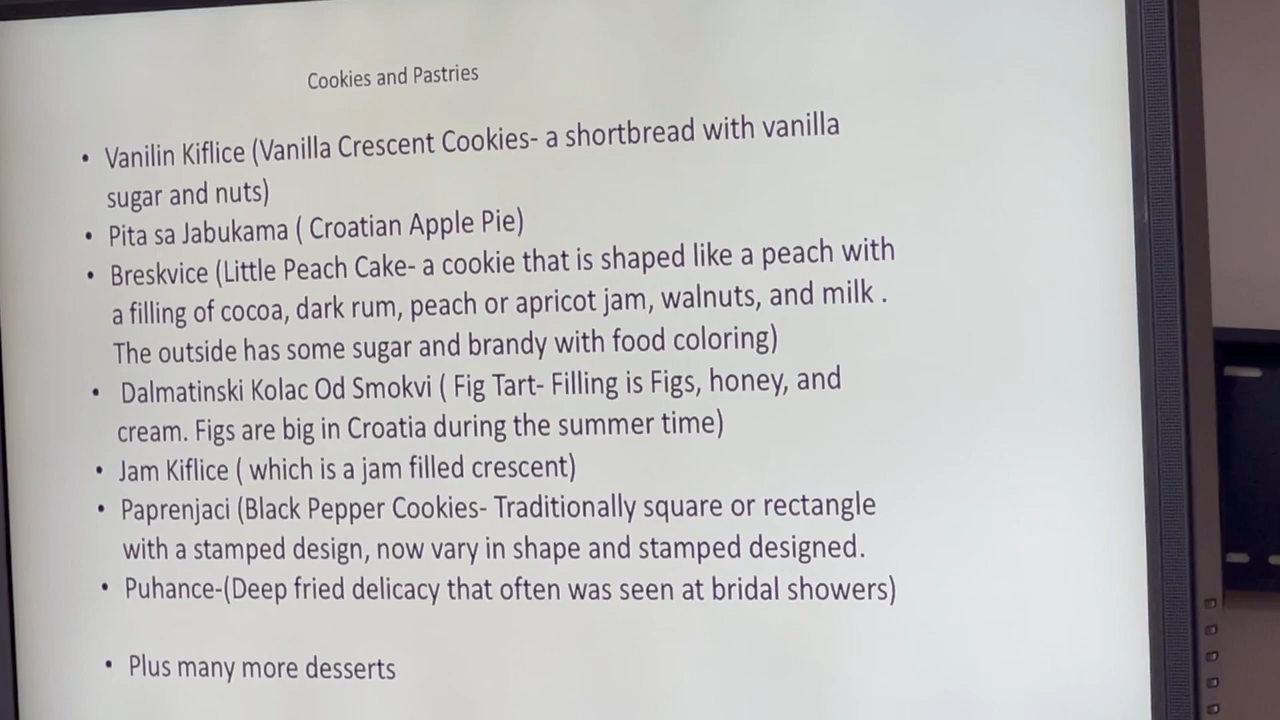 Cookies and Pastries
• Vanilin Kiflice (Vanilla Crescent Cookies- a shortbread with vanilla
sugar and nuts)
• Pita sa Jabukama ( Croatian Apple Pie)
• Breskvice (Little Peach Cake- a cookie that is shaped like a peach with
a filling of cocoa, dark rum, peach or apricot jam, walnuts, and milk .
The outside has some sugar and brandy with food coloring)
• Dalmatinski Kolac Od Smokvi ( Fig Tart- Filling is Figs, honey, and
cream. Figs are big in Croatia during the summer time)
• Jam Kiflice ( which is a jam filled crescent)
• Paprenjaci (Black Pepper Cookies- Traditionally square or rectangle
with a stamped design, now vary in shape and stamped designed.
• Puhance-(Deep fried delicacy that often was seen at bridal showers)
• Plus many more desserts